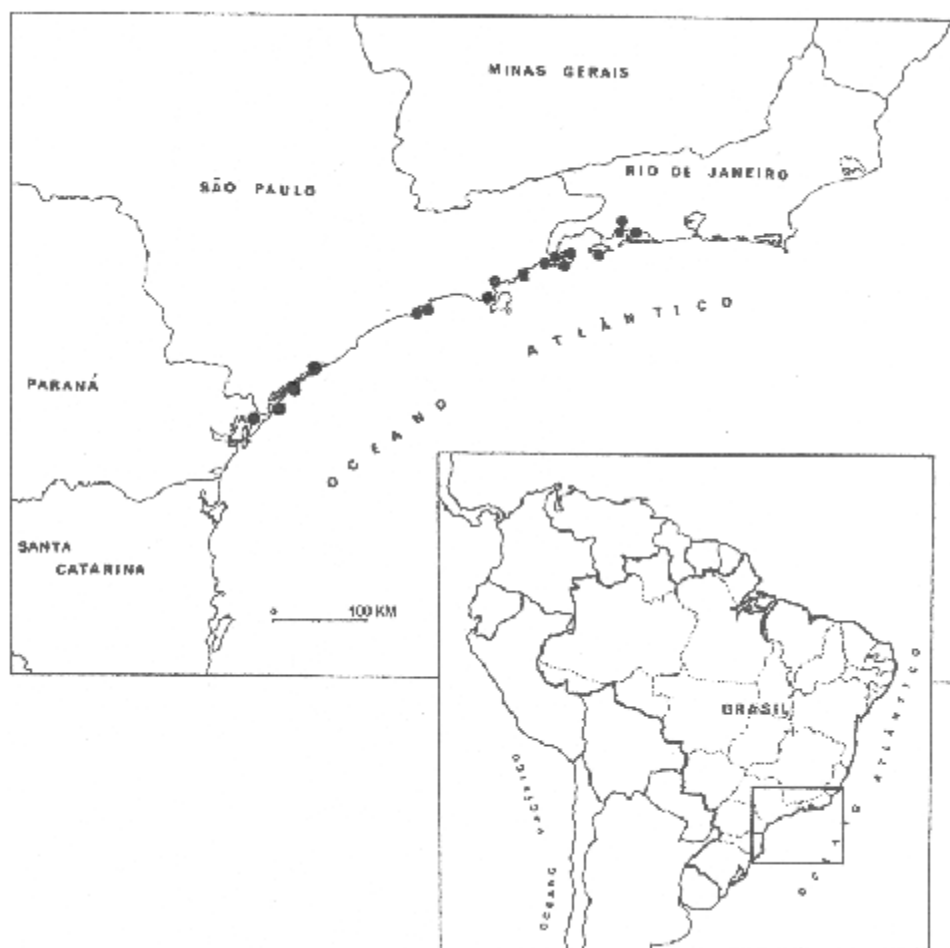 MINAS GERAIS
SÃO PAULO
RIO DE JANEIRO
OCEANO ATLÂNTICO
PARANÁ
SANTA
CATARINA
0 100 KM
BRASIL
OCEANO PACÍFICO
OCEANO ATLÂNTICO